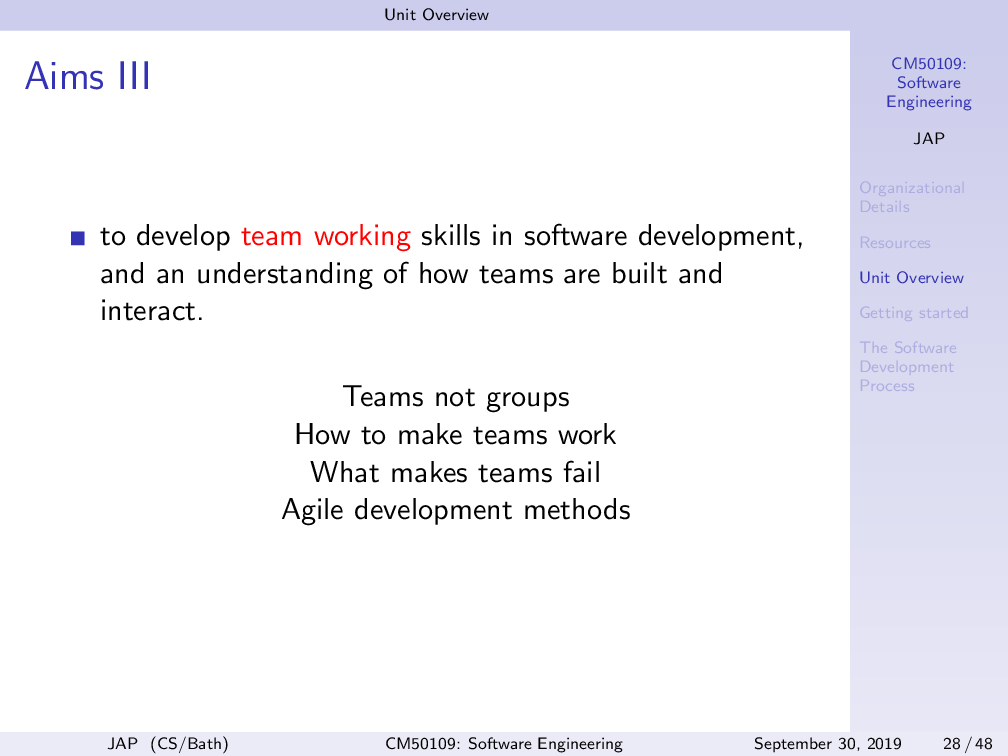 Unit Overview
Aims III
to develop team working skills in software development,
and an understanding of how teams are built and
interact.
Teams not groups
How to make teams work
What makes teams fail
Agile development methods
CM50109:
Software
Engineering
JAP
Organizational
Details
Resources
Unit Overview
Getting started
The Software
Development
Process
JAP (CS/Bath)
CM50109: Software Engineering
September 30, 2019
28 / 48